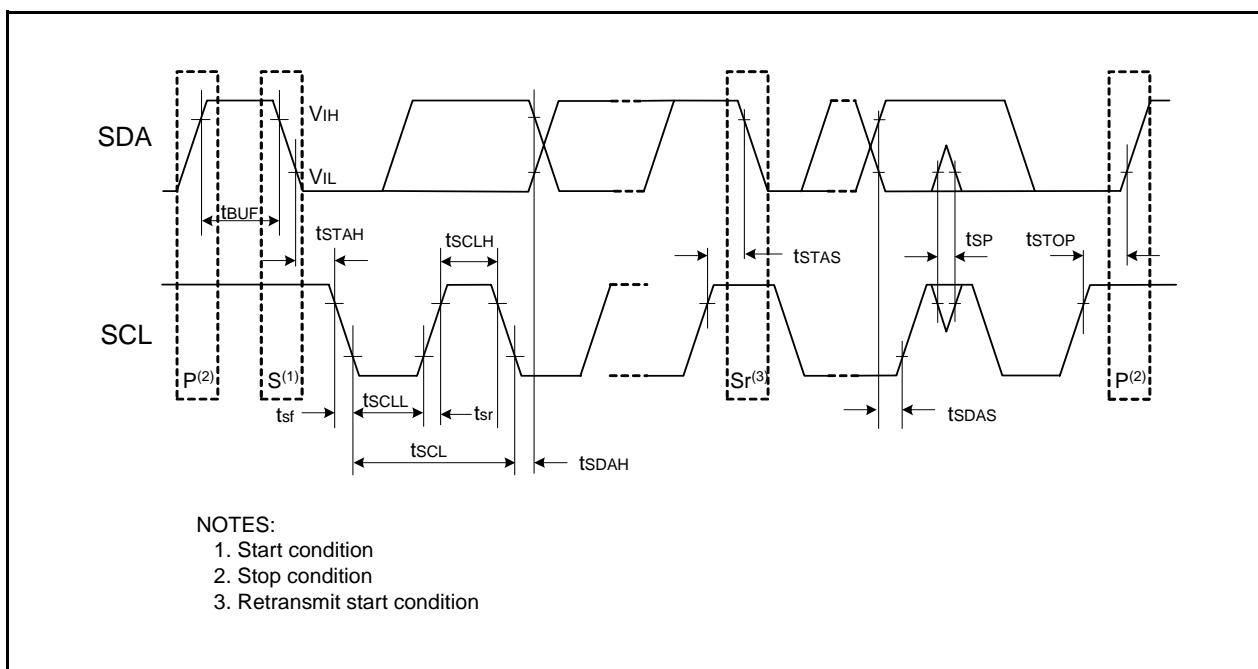 SDA
VIH
VIL
tBUF
tSTAH
tSCLH
tSTAS
tSP
tSTOP
SCL
P(2)
S(1)
Sr(3)
P(2)
tsf
tSCLL
tsr
tSDAS
tSCL
tSDAH
NOTES:
1. Start condition
2. Stop condition
3. Retransmit start condition